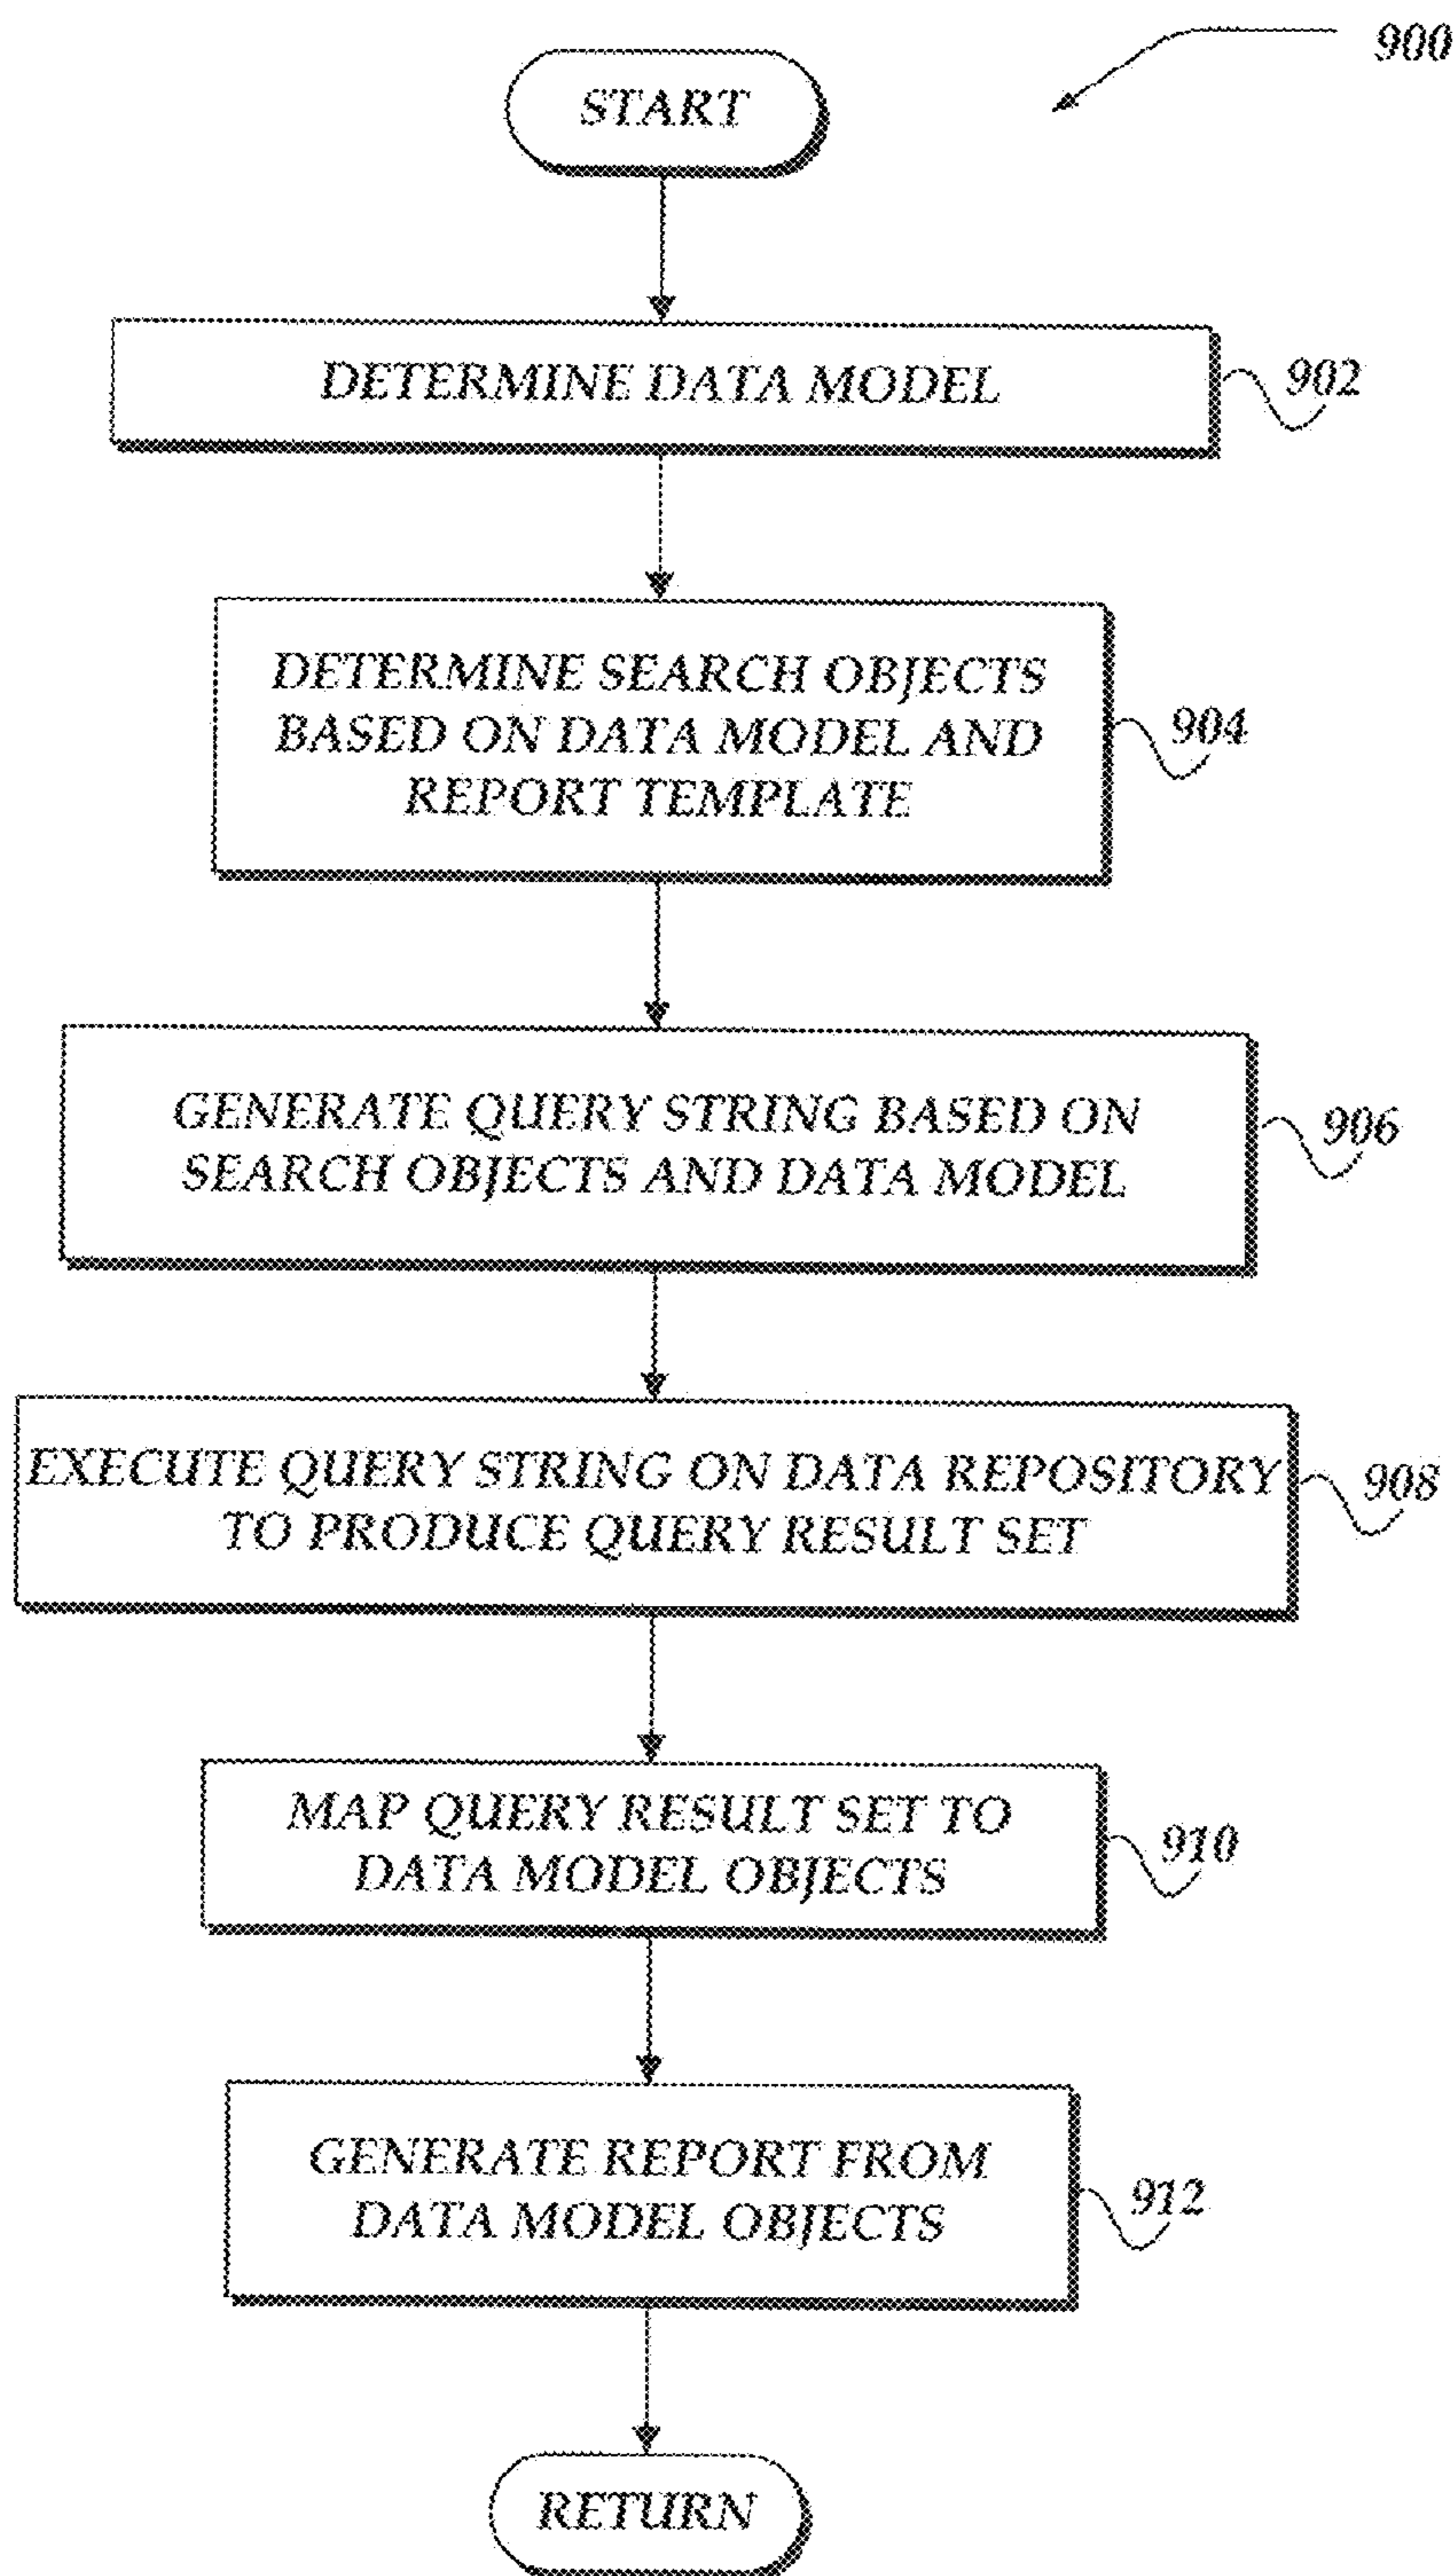 900
START
DETERMINE DATA MODEL
902
DETERMINE SEARCH OBJECTS
BASED ON DATA MODEL AND
REPORT TEMPLATE
904
GENERATE QUERY STRING BASED ON
SEARCH OBJECTS AND DATA MODEL
906
EXECUTE QUERY STRING ON DATA REPOSITORY
TO PRODUCE QUERY RESULT SET
908
MAP QUERY RESULT SET TO
DATA MODEL OBJECTS
910
GENERATE REPORT FROM
DATA MODEL OBJECTS
912
RETURN